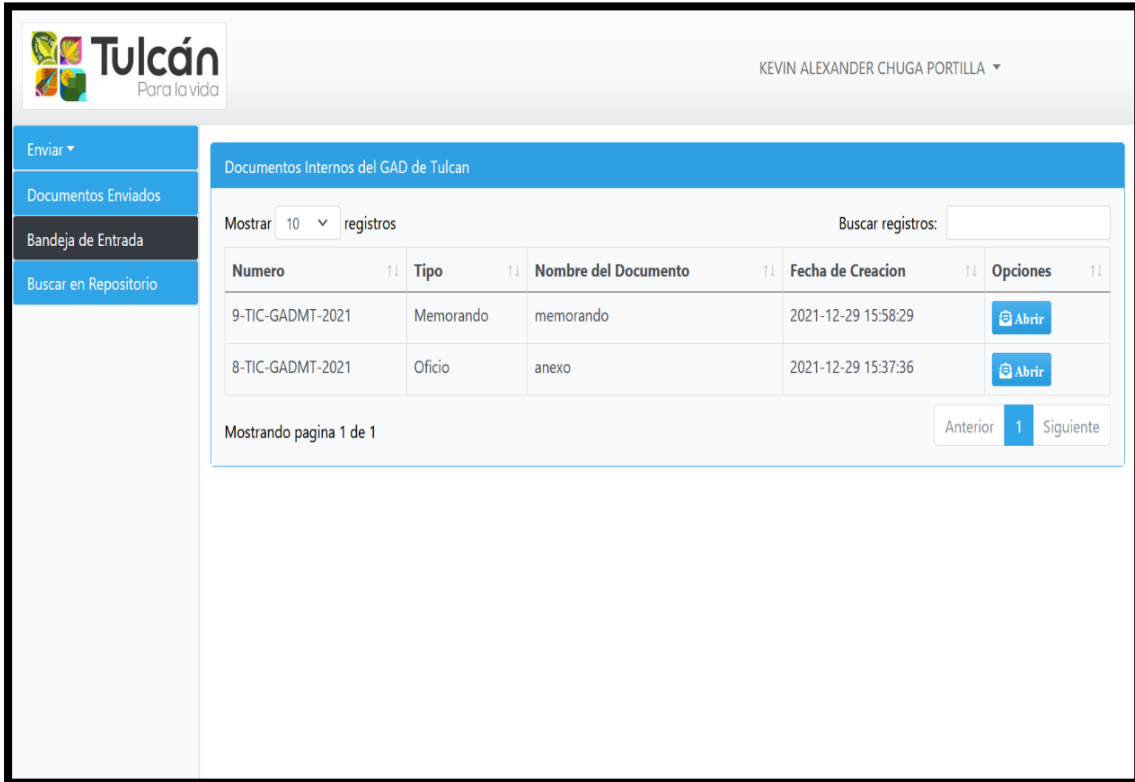 Tulcán
Para la vida
KEVIN ALEXANDER CHUGA PORTILLA
Enviar
Documentos Enviados
Bandeja de Entrada
Buscar en Repositorio
Documentos Internos del GAD de Tulcan
Mostrar 10 registros Buscar registros:
Numero Tipo Nombre del Documento Fecha de Creacion Opciones
9-TIC-GADMT-2021 Memorando memorando 2021-12-29 15:58:29 Abrir
8-TIC-GADMT-2021 Oficio anexo 2021-12-29 15:37:36 Abrir
Mostrando pagina 1 de 1 Anterior 1 Siguiente